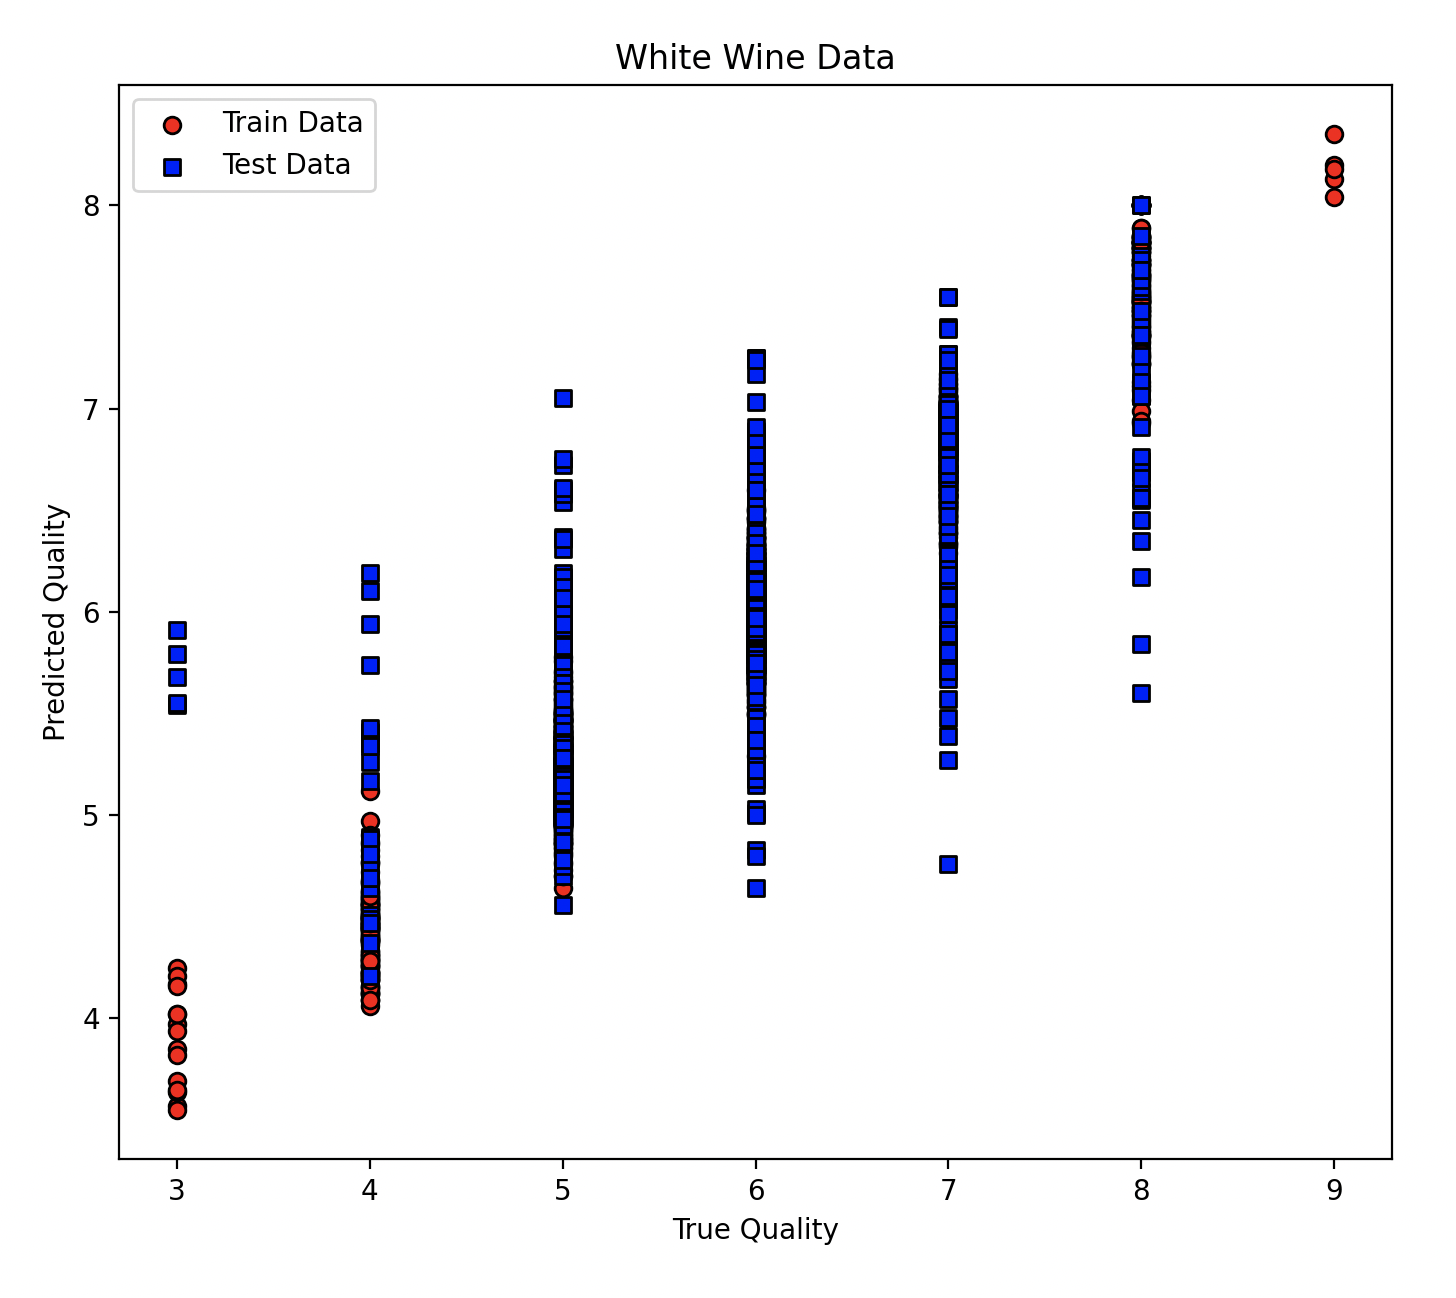 White Wine Data
Train Data
Test Data
8
7
6
5
4
Predicted Quality
3 4 5 6 7 8 9
True Quality